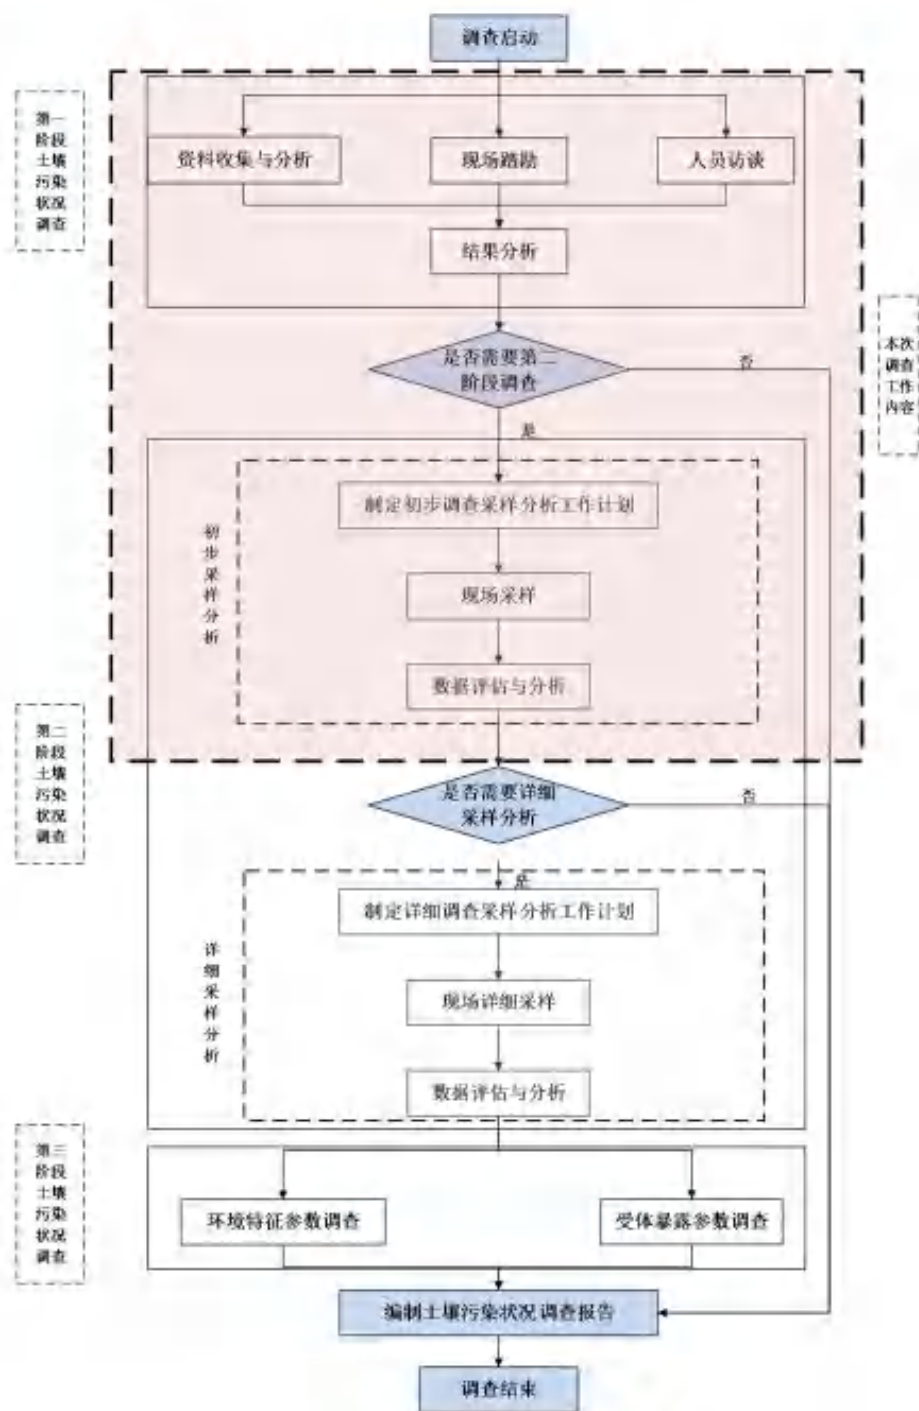 调查启动
第一
阶段
土壤
污染
状况
调查
资料收集与分析
现场踏勘
人员访谈
结果分析
是否需要第二
阶段调查
否
本次
调查
工作
内容
是
制定初步调查采样分析工作计划
初步采样分析
现场采样
数据评估与分析
第二
阶段
土壤
污染
状况
调查
是否需要详细
采样分析
否
是
制定详细调查采样分析工作计划
详细采样分析
现场详细采样
数据评估与分析
第三
阶段
土壤
污染
状况
调查
环境特征参数调查
受体暴露参数调查
编制土壤污染状况调查报告
调查结束